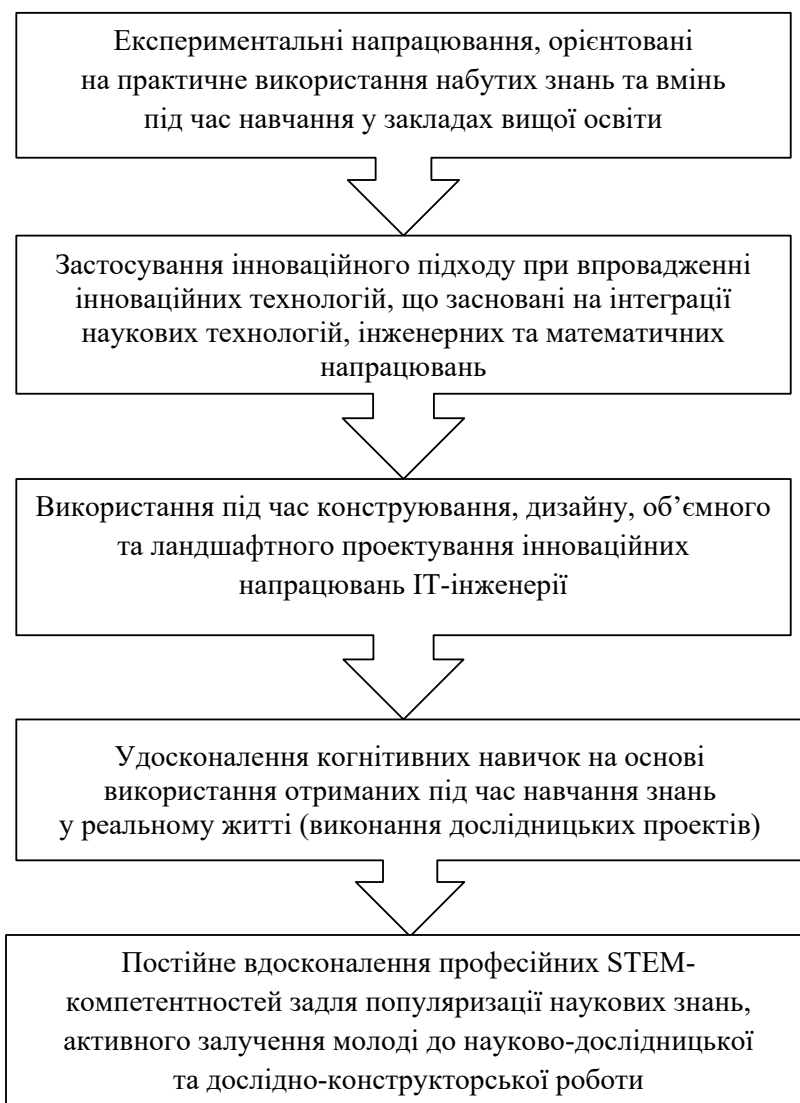 Експериментальні напрацювання, орієнтовані
на практичне використання набутих знань та вмінь
під час навчання у закладах вищої освіти
Застосування інноваційного підходу при впровадженні
інноваційних технологій, що засновані на інтеграції
наукових технологій, інженерних та математичних
напрацювань
Використання під час конструювання, дизайну, об’ємного
та ландшафтного проектування інноваційних
напрацювань ІТ-інженерії
Удосконалення когнітивних навичок на основі
використання отриманих під час навчання знань
у реальному житті (виконання дослідницьких проектів)
Постійне вдосконалення професійних STEM-
компетентностей задля популяризації наукових знань,
активного залучення молоді до науково-дослідницької
та дослідно-конструкторської роботи